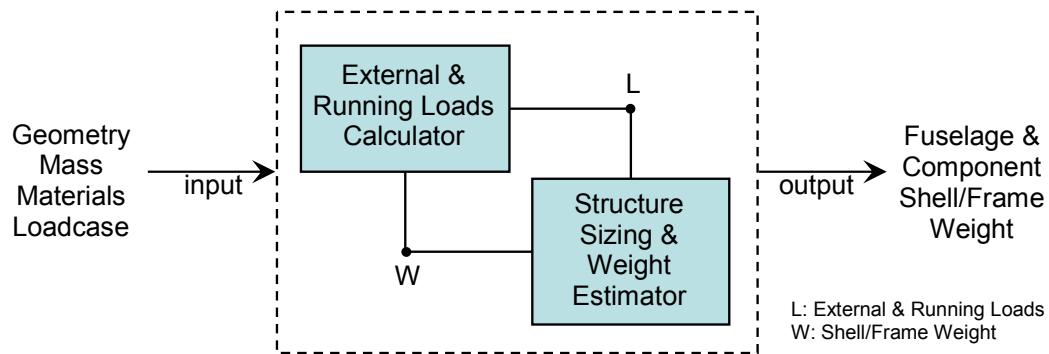 Geometry
Mass
Materials
Loadcase
input
External &
Running Loads
Calculator
L
W
Structure
Sizing &
Weight
Estimator
output
Fuselage &
Component
Shell/Frame
Weight
L: External & Running Loads
W: Shell/Frame Weight